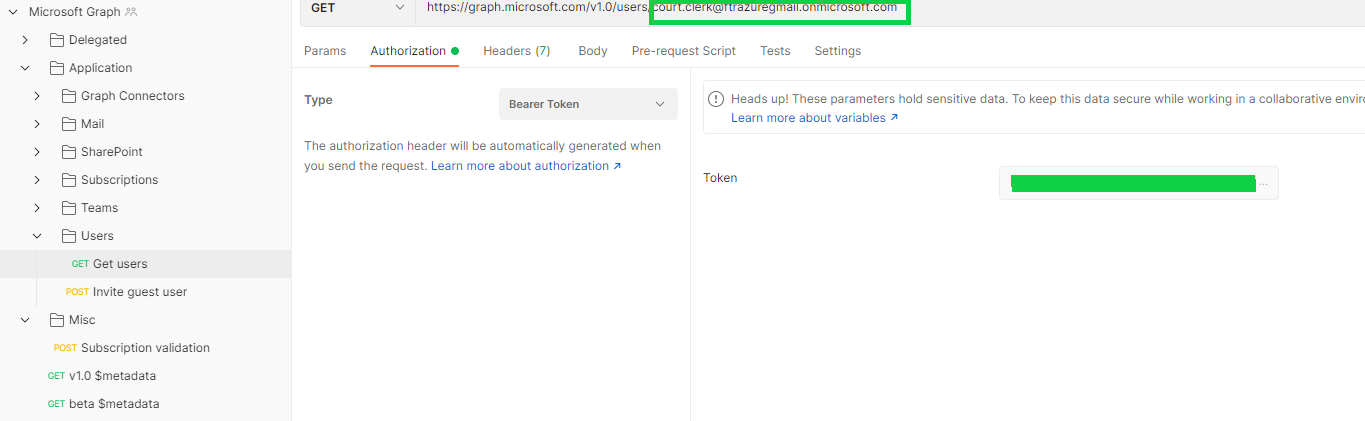 Microsoft Graph
Delegated
Application
Graph Connectors
Mail
SharePoint
Subscriptions
Teams
Users
GET Get users
POST Invite guest user
Misc
POST Subscription validation
GET v1.0 $metadata
GET beta $metadata
GET https://graph.microsoft.com/v1.0/users/court.clerk@ftrazuregmail.onmicrosoft.com
Params Authorization Headers (7) Body Pre-request Script Tests Settings
Type Bearer Token
The authorization header will be automatically generated when
you send the request. Learn more about authorization ↗
Heads up! These parameters hold sensitive data. To keep this data secure while working in a collaborative enviro
Learn more about variables ↗
Token ...